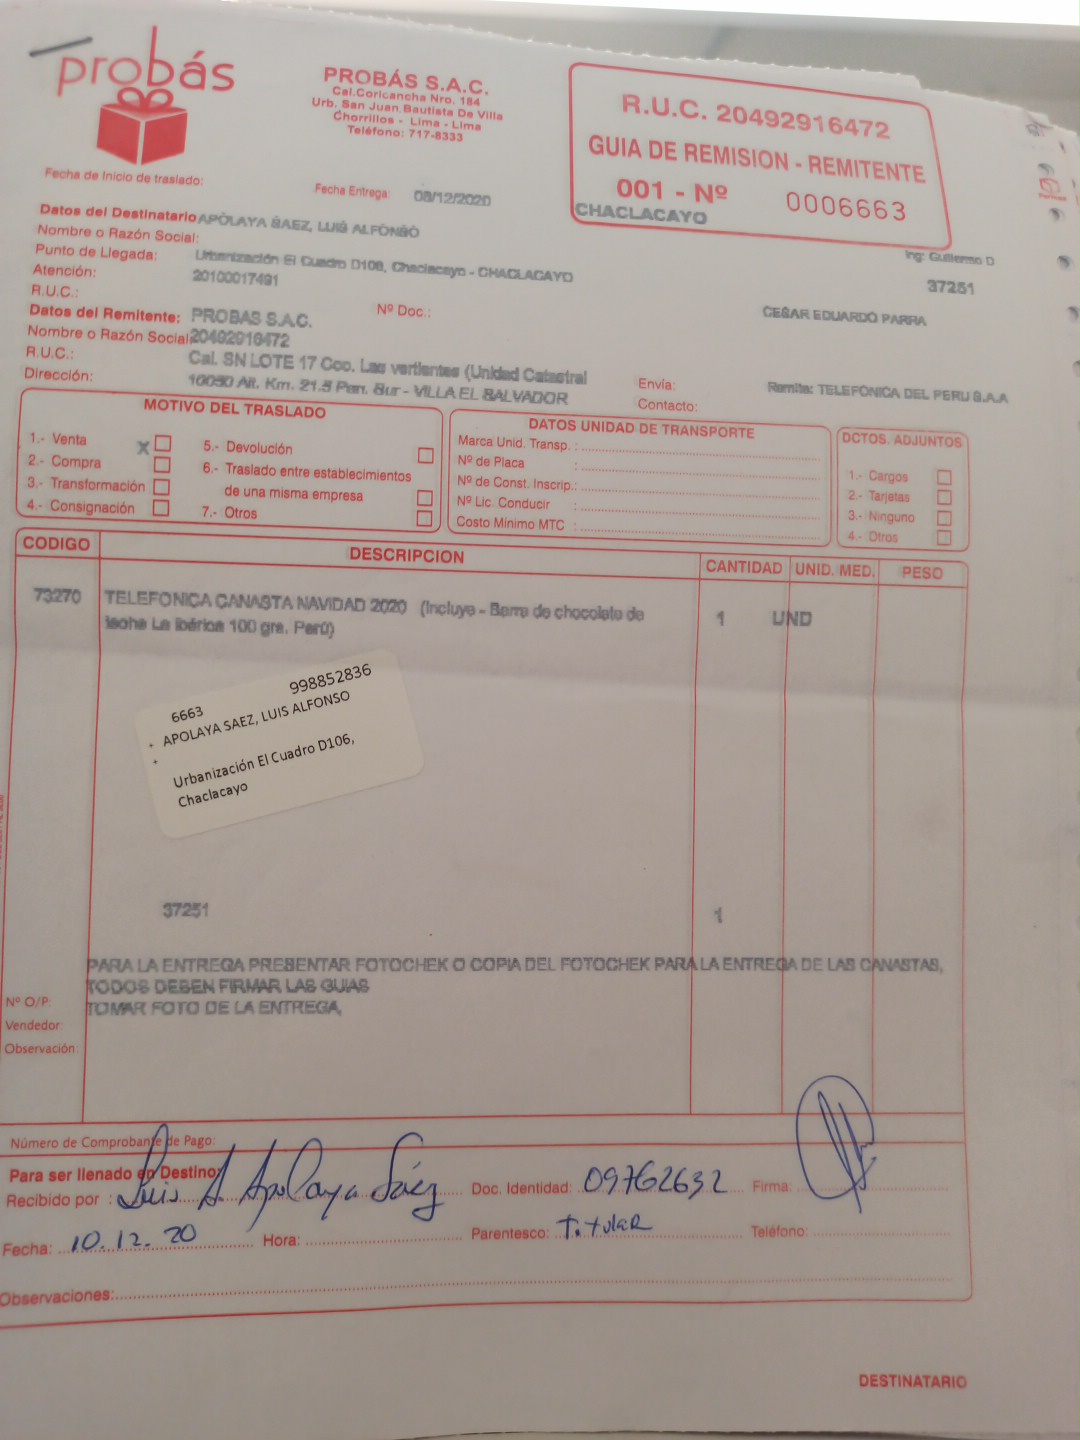 probás
PROBÁS S.A.C.
Cal.Coricancha Nro. 184
Urb. San Juan Bautista De Villa
Chorrillos - Lima - Lima
Teléfono: 717-8333
R.U.C. 20492916472
GUIA DE REMISION - REMITENTE
001 - Nº 0006663
CHACLACAYO
Fecha de Inicio de traslado:
Fecha Entrega: 08/12/2020
Datos del Destinatario APOLAYA SAEZ, LUIS ALFONSO
Nombre o Razón Social:
Punto de Llegada: Urbanización El Cuadro D106, Chaclacayo - CHACLACAYO
Ing: Guillermo D
Atención: 20100017491
37251
R.U.C.:
Datos del Remitente: PROBAS S.A.C.
Nº Doc.:
CESAR EDUARDO PARRA
Nombre o Razón Social 20492916472
R.U.C.: Cal. SN LOTE 17 Coo. Las vertientes (Unidad Catastral
Dirección: 10050 Alt. Km. 21.5 Pan. Sur - VILLA EL SALVADOR
Envía: Remite: TELEFONICA DEL PERU S.A.A
Contacto:
MOTIVO DEL TRASLADO
1.- Venta X
2.- Compra
3.- Transformación
4.- Consignación
5.- Devolución
6.- Traslado entre establecimientos
de una misma empresa
7.- Otros
DATOS UNIDAD DE TRANSPORTE
Marca Unid. Transp. :
Nº de Placa :
Nº de Const. Inscrip.:
Nº Lic. Conducir :
Costo Mínimo MTC :
DCTOS. ADJUNTOS
1.- Cargos
2.- Tarjetas
3.- Ninguno
4.- Otros
CODIGO DESCRIPCION CANTIDAD UNID. MED. PESO
73270 TELEFONICA CANASTA NAVIDAD 2020 (Incluye - Barra de chocolate de 1 UND
leche La Ibérica 100 grs. Perú)
6663 998852836
APOLAYA SAEZ, LUIS ALFONSO
Urbanización El Cuadro D106,
Chaclacayo
37251 1
PARA LA ENTREGA PRESENTAR FOTOCHEK O COPIA DEL FOTOCHEK PARA LA ENTREGA DE LAS CANASTAS,
TODOS DEBEN FIRMAR LAS GUIAS
TOMAR FOTO DE LA ENTREGA,
Nº O/P:
Vendedor:
Observación:
Número de Comprobante de Pago:
Para ser llenado en Destino:
Recibido por : Luis A. Apolaya Sáez Doc. Identidad: 09762632 Firma:
Fecha: 10.12.20 Hora: Parentesco: Titular Teléfono:
Observaciones:
DESTINATARIO